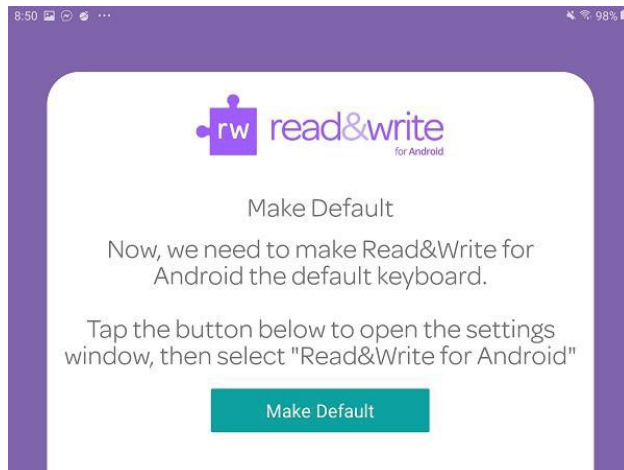 8:50 98%
rw read&write
for Android
Make Default
Now, we need to make Read&Write for
Android the default keyboard.
Tap the button below to open the settings
window, then select "Read&Write for Android"
Make Default